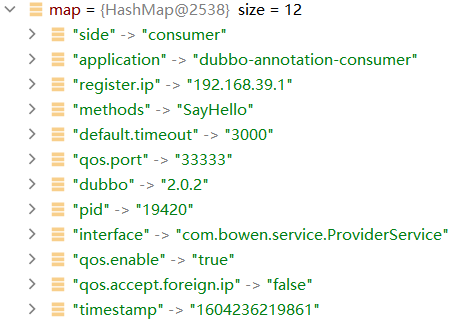 map = {HashMap@2538} size = 12
"side" -> "consumer"
"application" -> "dubbo-annotation-consumer"
"register.ip" -> "192.168.39.1"
"methods" -> "SayHello"
"default.timeout" -> "3000"
"qos.port" -> "33333"
"dubbo" -> "2.0.2"
"pid" -> "19420"
"interface" -> "com.bowen.service.ProviderService"
"qos.enable" -> "true"
"qos.accept.foreign.ip" -> "false"
"timestamp" -> "1604236219861"